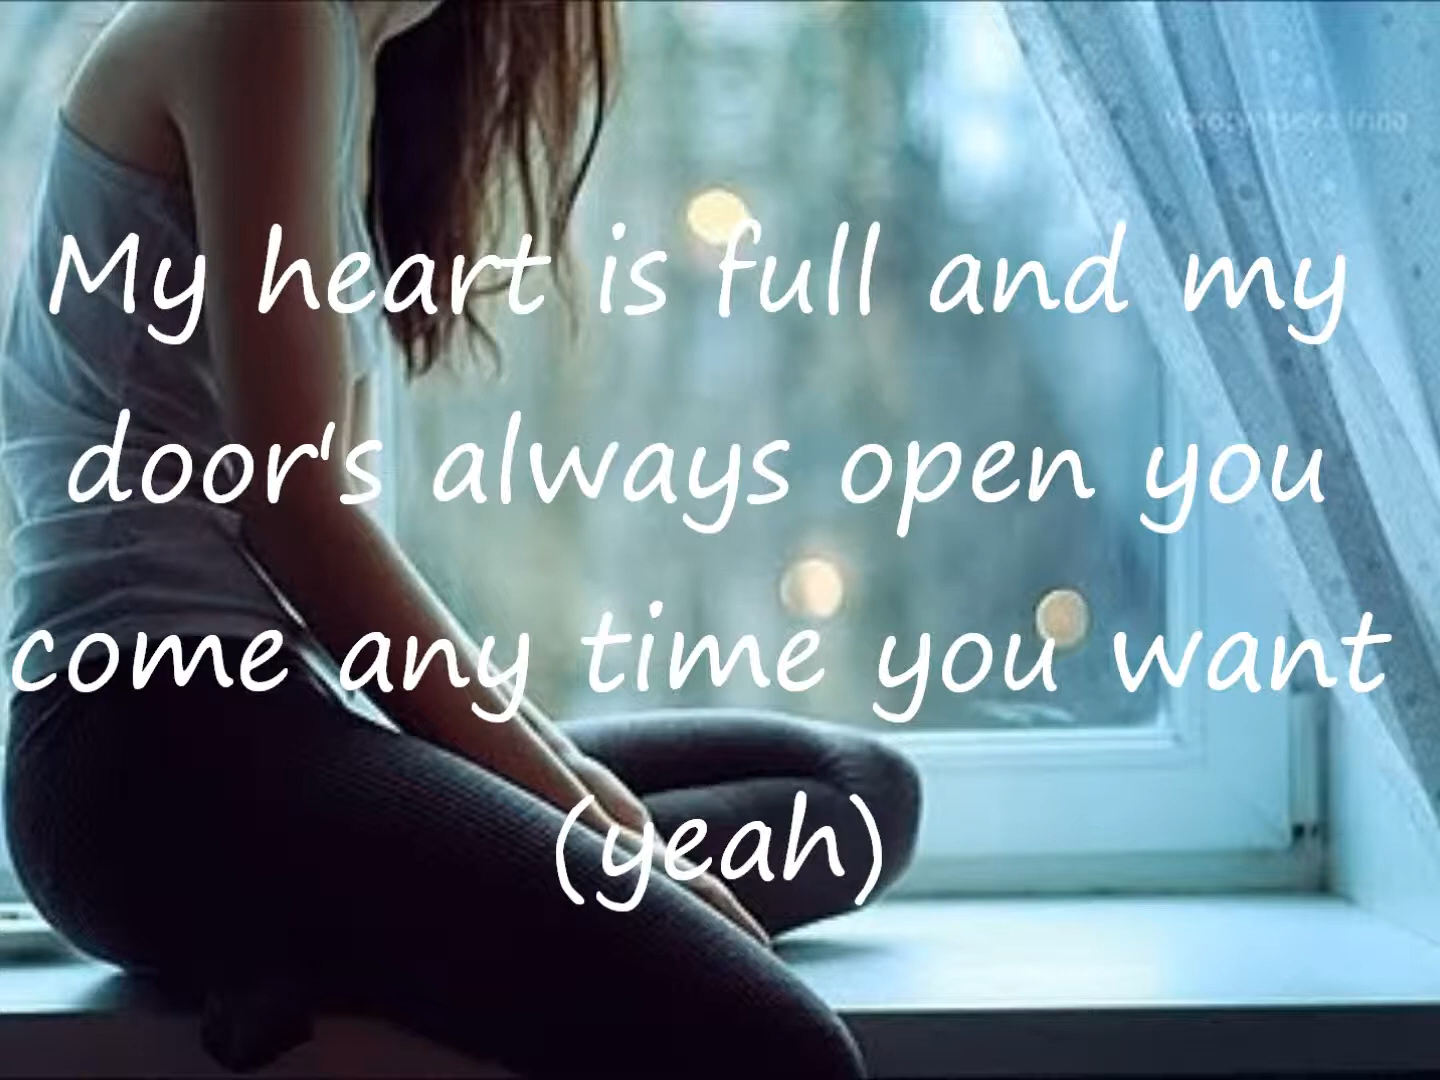 My heart is full and my
door's always open you
come any time you want
(yeah)